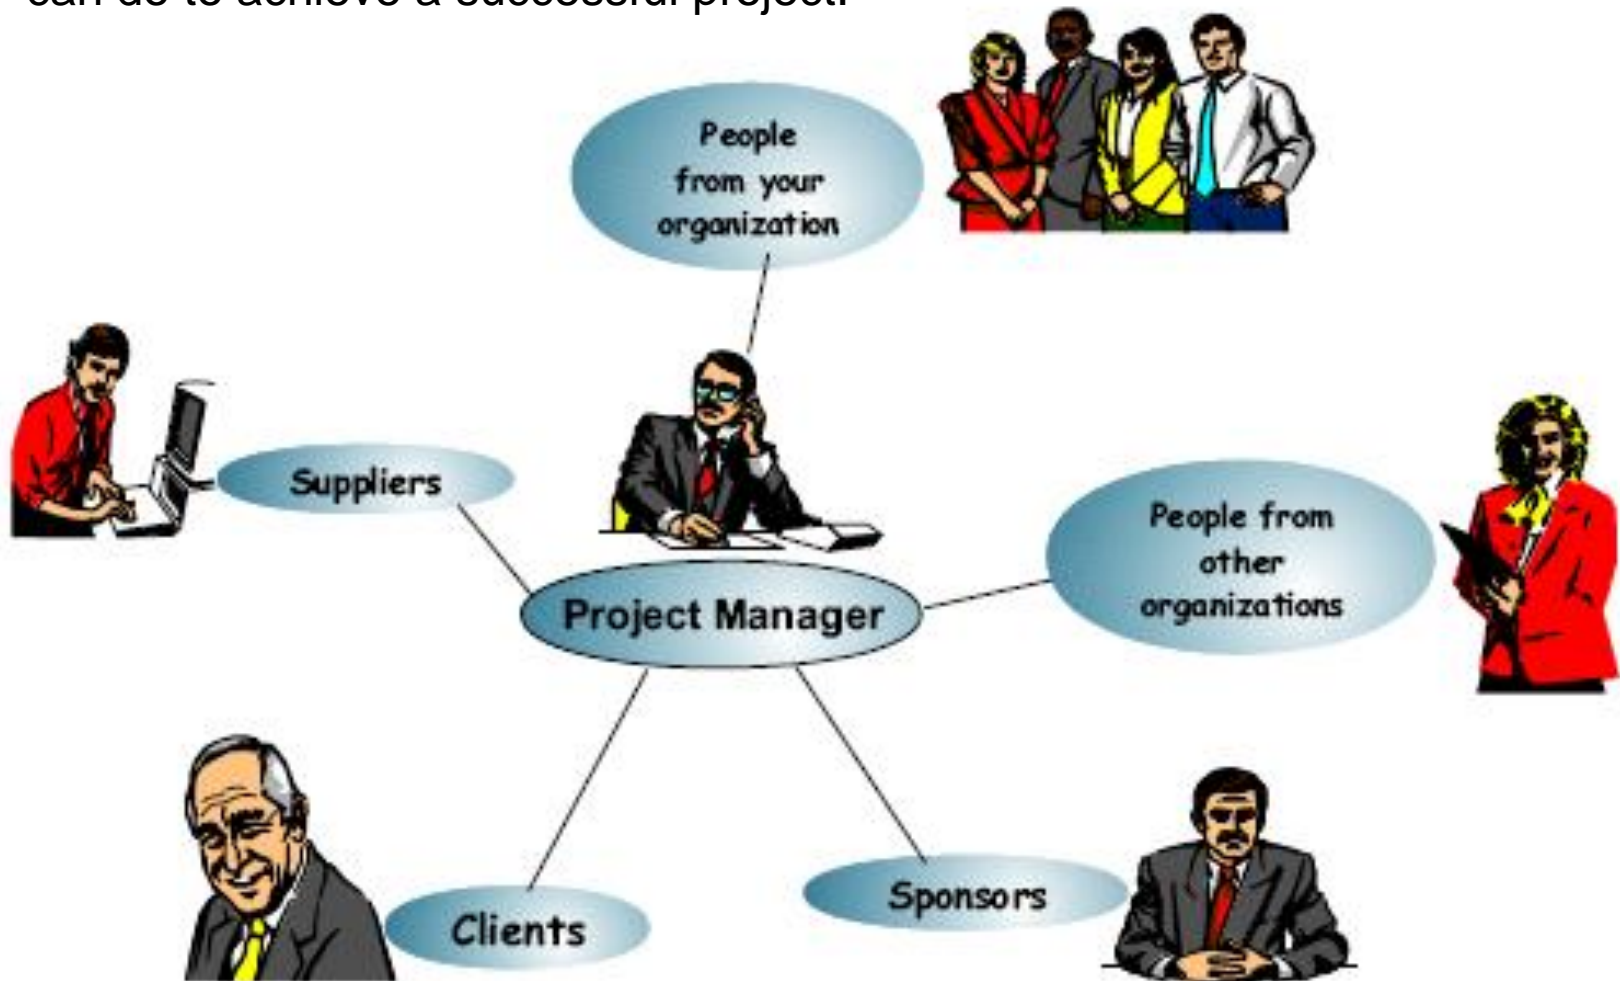 can do to achieve a successful project.
People
from your
organization
Suppliers
People from
other
organizations
Project Manager
Clients
Sponsors